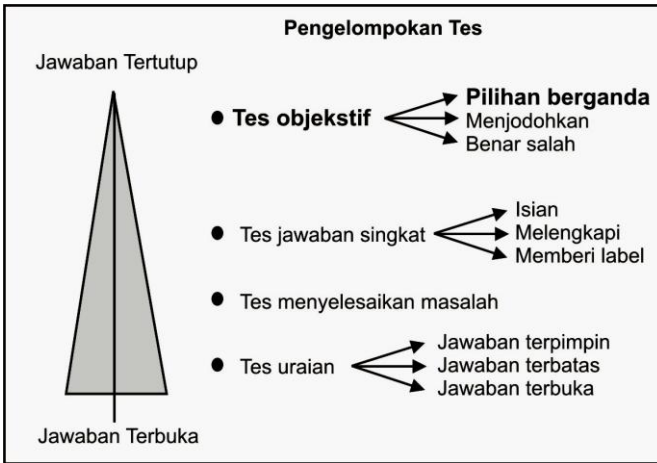 Pengelompokan Tes
Jawaban Tertutup
Tes objekstif
Pilihan berganda
Menjodohkan
Benar salah
Tes jawaban singkat
Isian
Melengkapi
Memberi label
Tes menyelesaikan masalah
Tes uraian
Jawaban terpimpin
Jawaban terbatas
Jawaban terbuka
Jawaban Terbuka